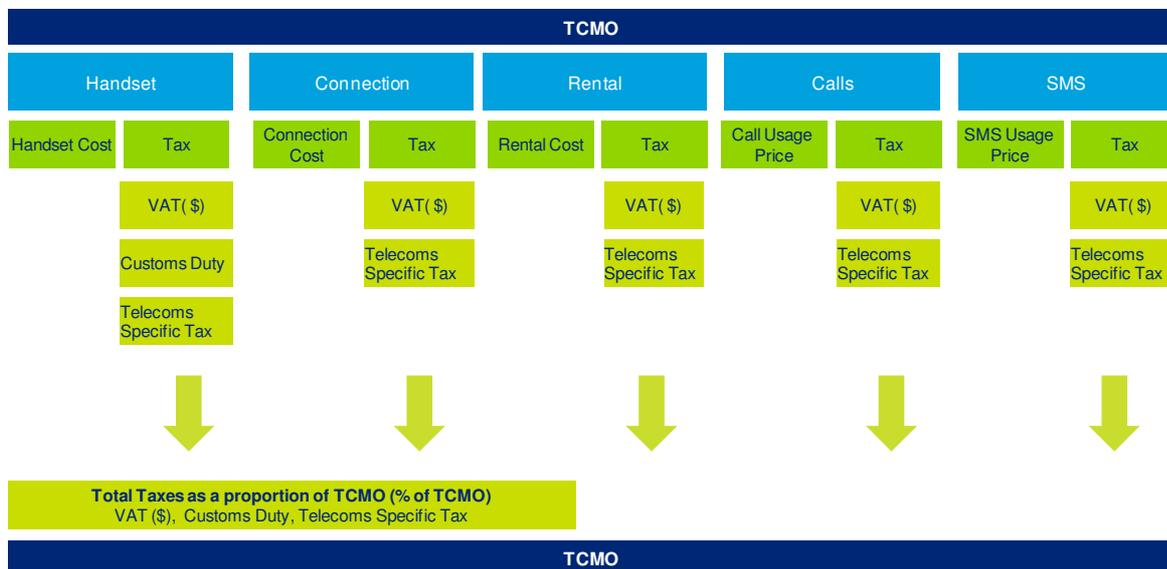 TCMO
Handset Connection Rental Calls SMS
Handset Cost Tax Connection Cost Tax Rental Cost Tax Call Usage Price Tax SMS Usage Price Tax
VAT( $) VAT( $) VAT( $) VAT( $) VAT( $)
Customs Duty Telecoms Specific Tax Telecoms Specific Tax Telecoms Specific Tax Telecoms Specific Tax
Telecoms
Specific Tax
Total Taxes as a proportion of TCMO (% of TCMO)
VAT ($), Customs Duty, Telecoms Specific Tax
TCMO